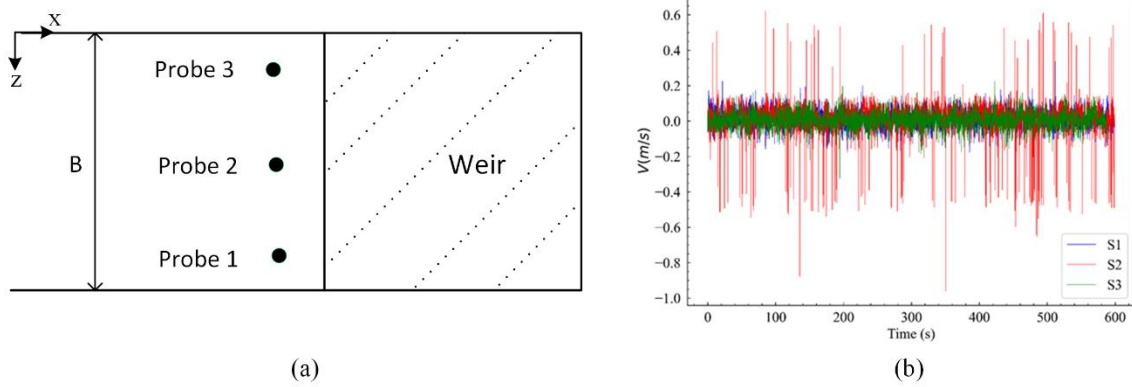 X
Z
Probe 3
B
Probe 2
Weir
Probe 1
(a)
V(m/s)
0.6
0.4
0.2
0.0
−0.2
−0.4
−0.6
−0.8
−1.0
0 100 200 300 400 500 600
Time (s)
S1
S2
S3
(b)